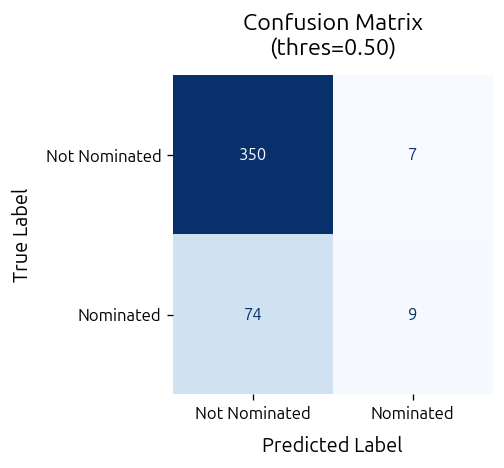 Confusion Matrix
(thres=0.50)
True Label
Not Nominated
350
7
Nominated
74
9
Not Nominated
Nominated
Predicted Label